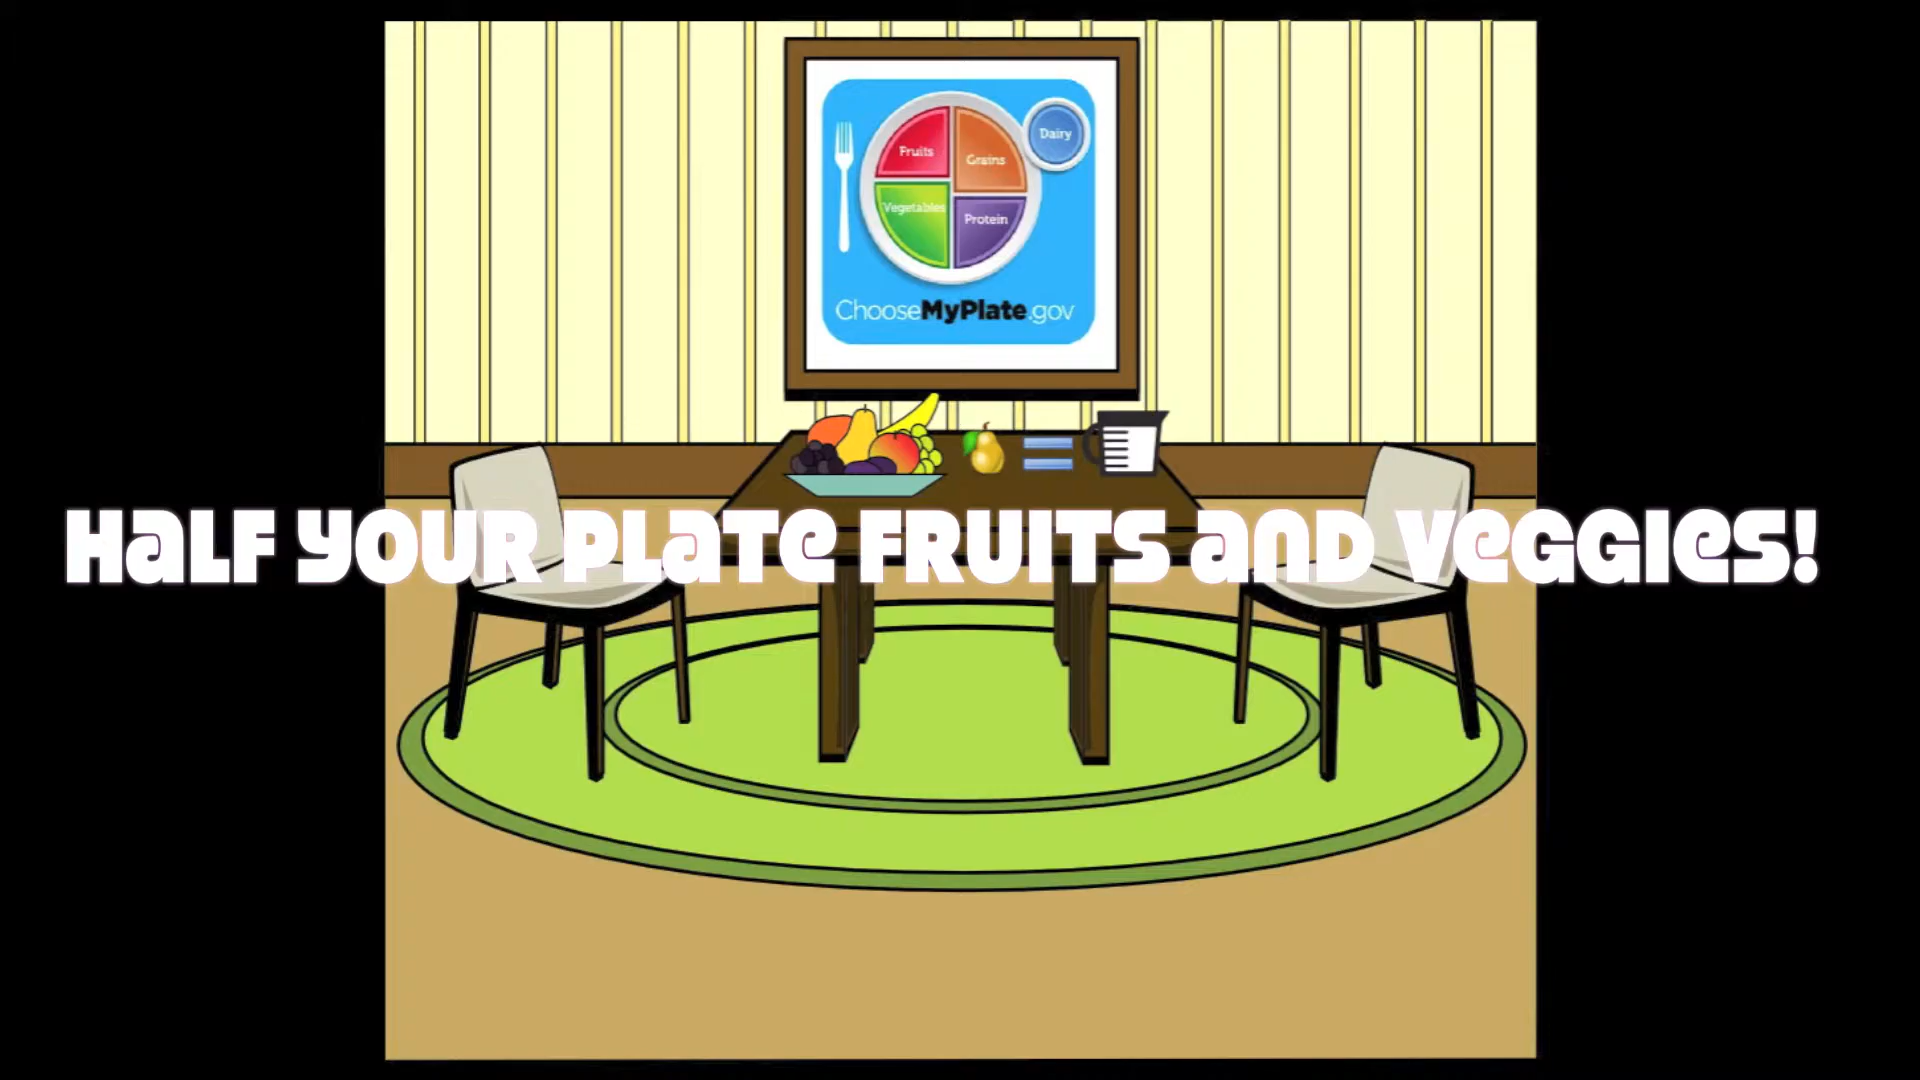 Fruits
Grains
Dairy
Vegetables
Protein
ChooseMyPlate.gov
Half your plate fruits and veggies!